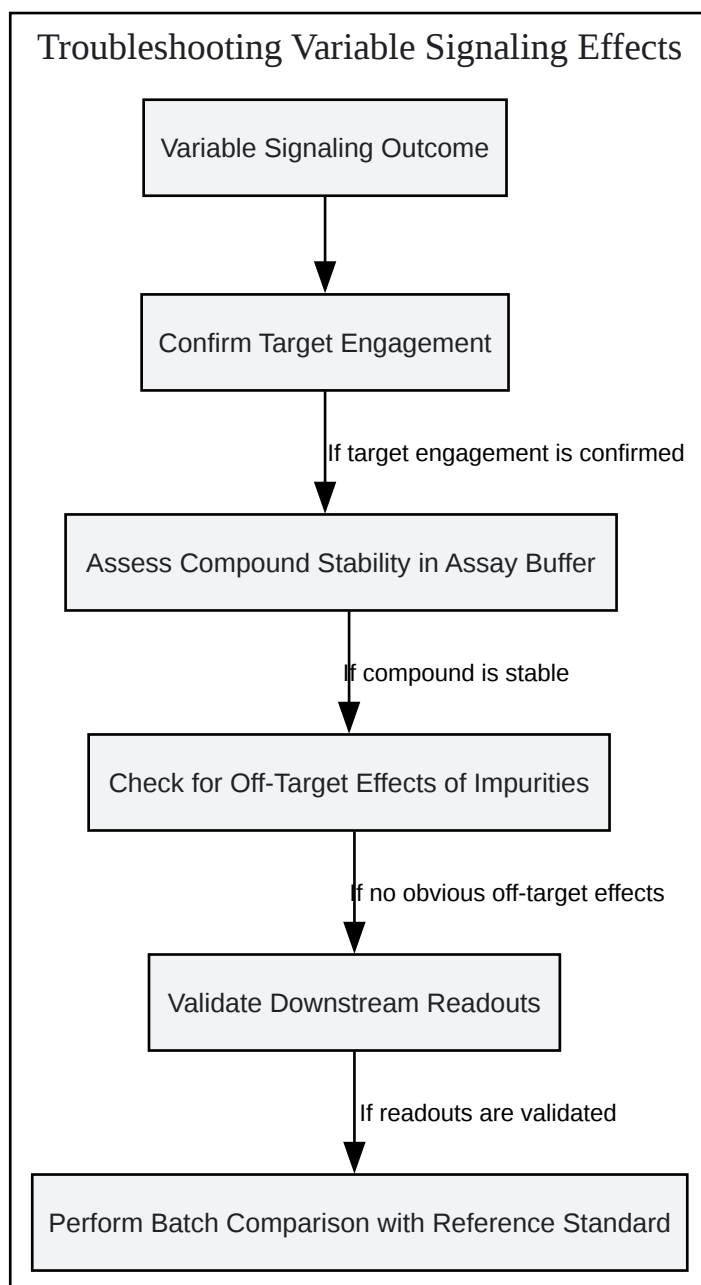 Troubleshooting Variable Signaling Effects
Variable Signaling Outcome
Confirm Target Engagement
If target engagement is confirmed
Assess Compound Stability in Assay Buffer
If compound is stable
Check for Off-Target Effects of Impurities
If no obvious off-target effects
Validate Downstream Readouts
If readouts are validated
Perform Batch Comparison with Reference Standard